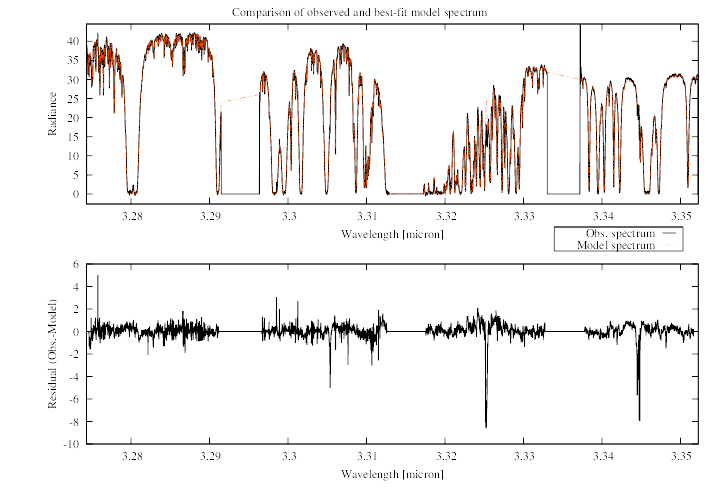 Comparison of observed and best-fit model spectrum
Radiance
40
35
30
25
20
15
10
5
0
3.28 3.29 3.3 3.31 3.32 3.33 3.34 3.35
Wavelength [micron]
Obs. spectrum
Model spectrum
Residual (Obs.-Model)
6
4
2
0
-2
-4
-6
-8
-10
3.28 3.29 3.3 3.31 3.32 3.33 3.34 3.35
Wavelength [micron]